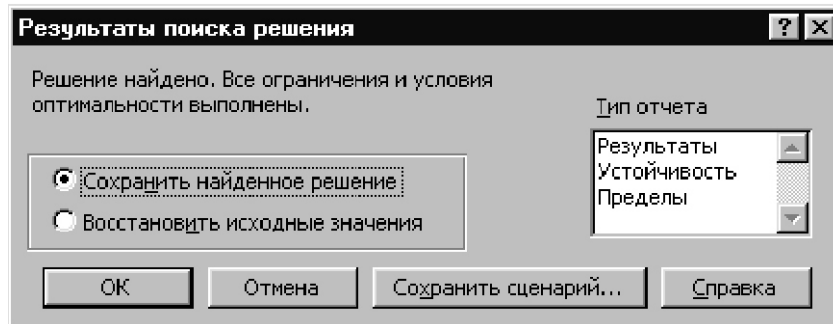 Результаты поиска решения
? X
Решение найдено. Все ограничения и условия
оптимальности выполнены.
Тип отчета
Результаты
Устойчивость
Пределы
Сохранить найденное решение
Восстановить исходные значения
ОК
Отмена
Сохранить сценарий...
Справка